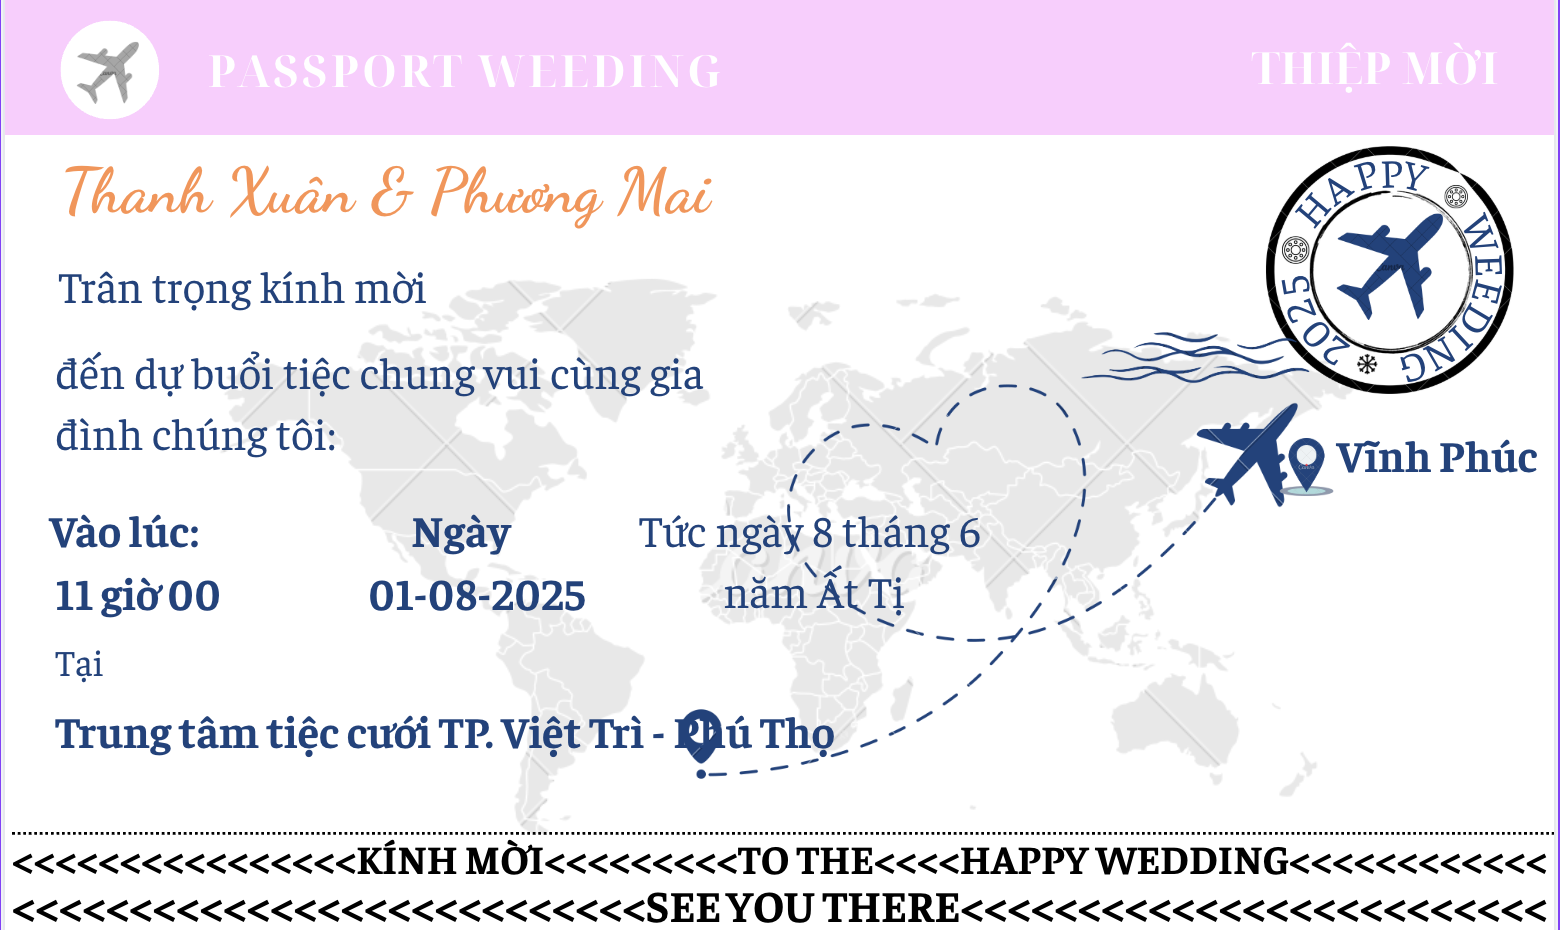 PASSPORT WEEDING
THIỆP MỜI
Thanh Xuân & Phương Mai
HAPPY WEEDING 2025
Trân trọng kính mời
đến dự buổi tiệc chung vui cùng gia
đình chúng tôi:
Vĩnh Phúc
Vào lúc:
11 giờ 00
Ngày
01-08-2025
Tức ngày 8 tháng 6
năm Ất Tị
Tại
Trung tâm tiệc cưới TP. Việt Trì - Phú Thọ
<<<<<<<<<<<<<<<<KÍNH MỜI<<<<<<<<<TO THE<<<<HAPPY WEDDING<<<<<<<<<<<<
<<<<<<<<<<<<<<<<<<<<<<<<<<<SEE YOU THERE<<<<<<<<<<<<<<<<<<<<<<<<<